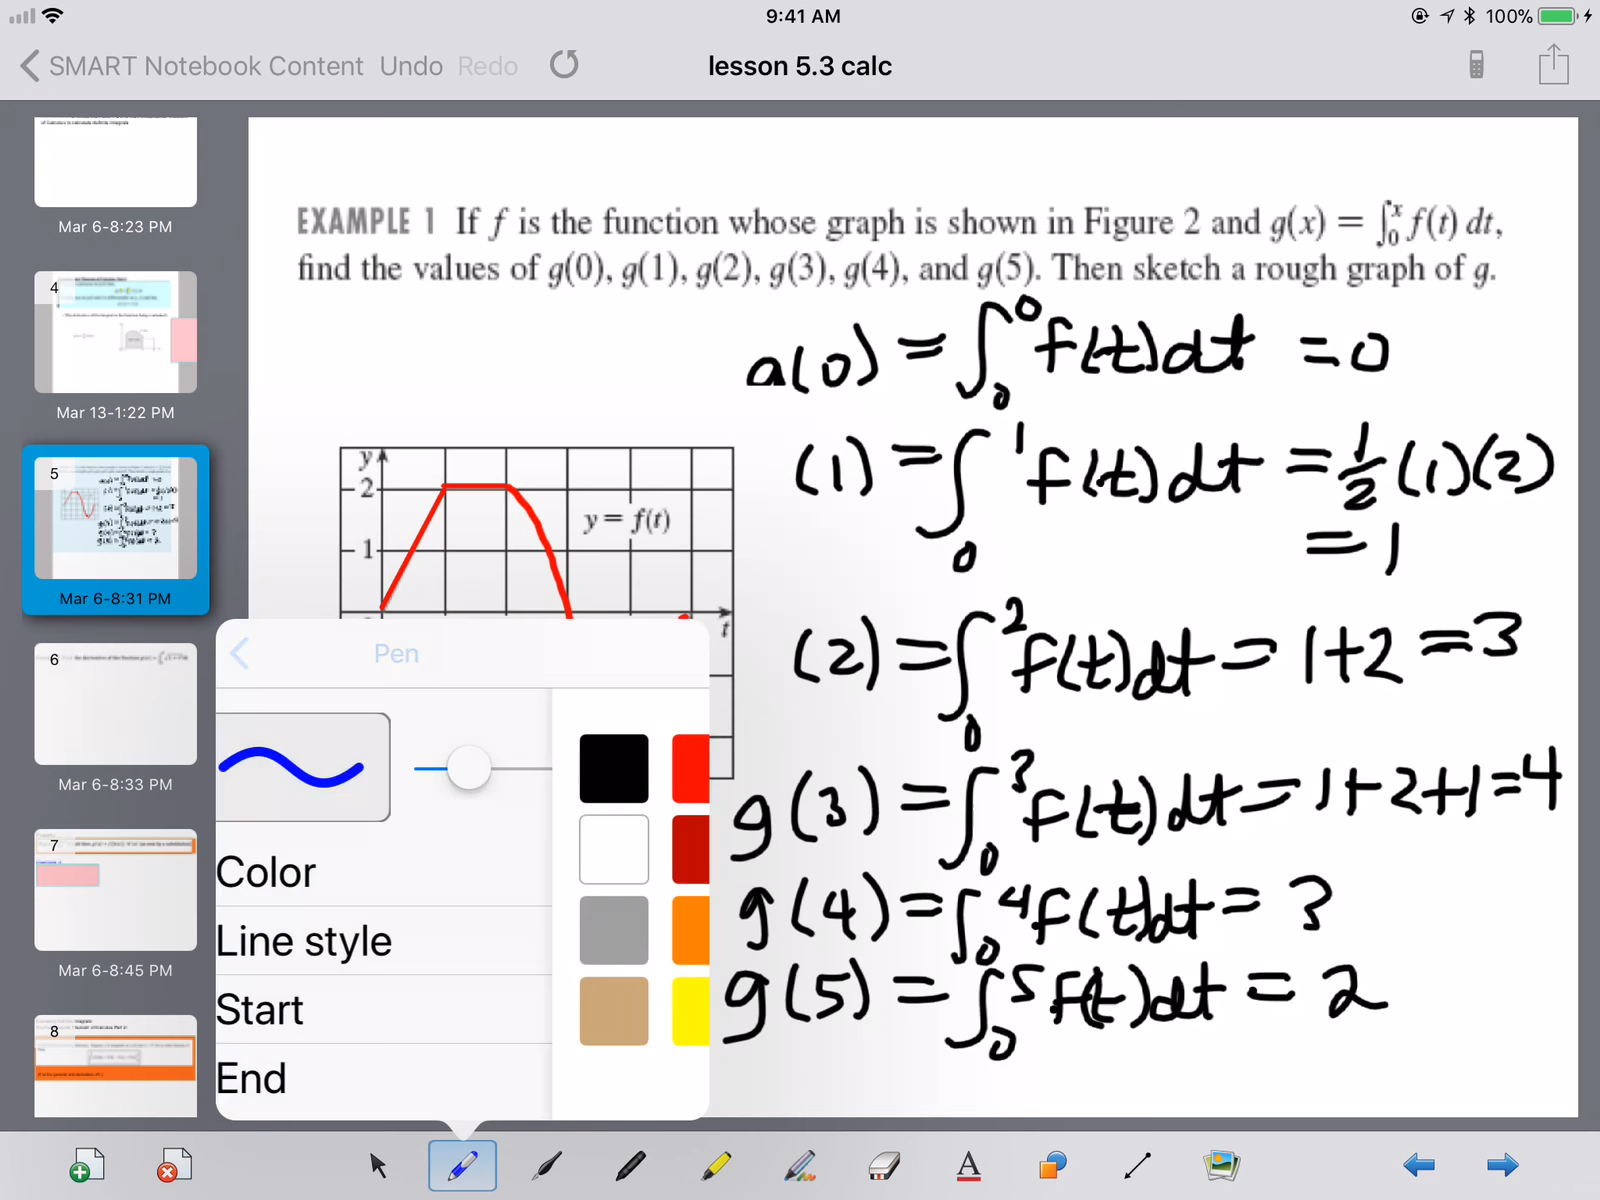 9:41 AM
100%
SMART Notebook Content Undo Redo
lesson 5.3 calc
Mar 6-8:23 PM
4
Mar 13-1:22 PM
5
Mar 6-8:31 PM
6
Mar 6-8:33 PM
7
Mar 6-8:45 PM
8
EXAMPLE 1 If f is the function whose graph is shown in Figure 2 and g(x) = ∫₀ˣ f(t) dt,
find the values of g(0), g(1), g(2), g(3), g(4), and g(5). Then sketch a rough graph of g.
a(0) = ∫₀⁰ f(t)dt = 0
(1) = ∫₀¹ f(t)dt = ½(1)(2)
= 1
(2) = ∫₀² f(t)dt = 1+2 = 3
g(3) = ∫₀³ f(t)dt = 1+2+1 = 4
g(4) = ∫₀⁴ f(t)dt = 3
g(5) = ∫₀⁵ f(t)dt = 2
y
2
y = f(t)
1
t
Pen
Color
Line style
Start
End
A